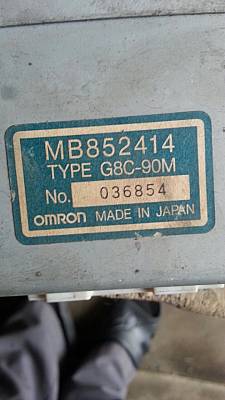 MB852414
TYPE G8C-90M
No. 036854
OMRON MADE IN JAPAN